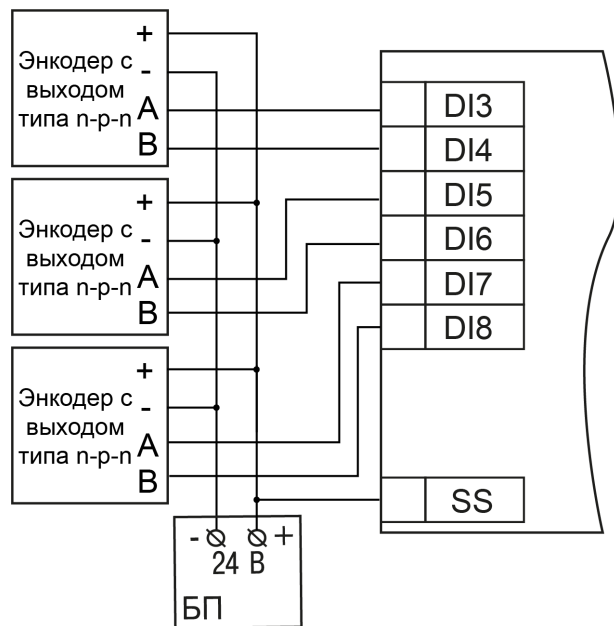 Энкодер с
выходом
типа n-p-n
+
-
A
B
Энкодер с
выходом
типа n-p-n
+
-
A
B
Энкодер с
выходом
типа n-p-n
+
-
A
B
DI3
DI4
DI5
DI6
DI7
DI8
SS
- +
24 В
БП